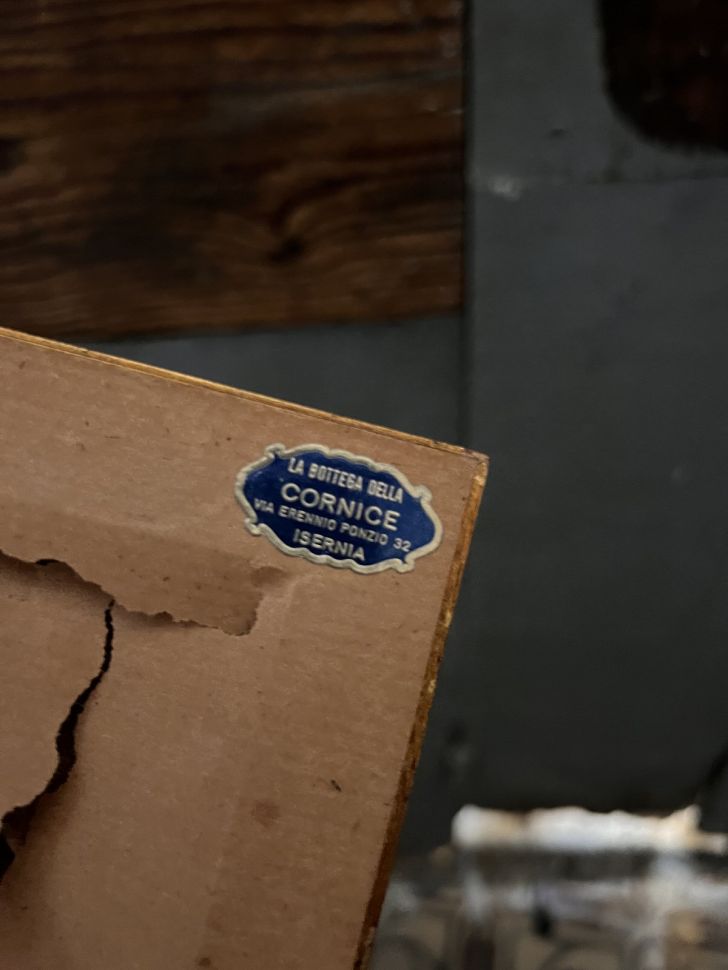 LA BOTTEGA DELLA
CORNICE
VIA ERENNIO PONZIO 32
ISERNIA